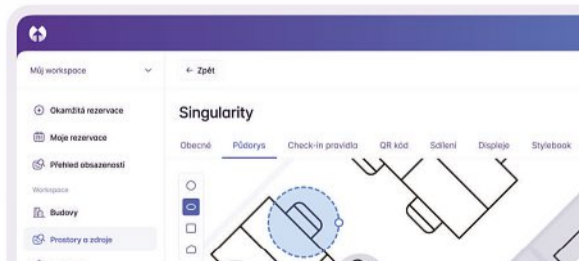 Můj workspace
← Zpět
Okamžitá rezervace
Moje rezervace
Přehled obsazenosti
Workspace
Budovy
Prostory a zdroje
Singularity
Obecné Půdorys Check-in pravidla QR kód Sdílení Displeje Stylebook